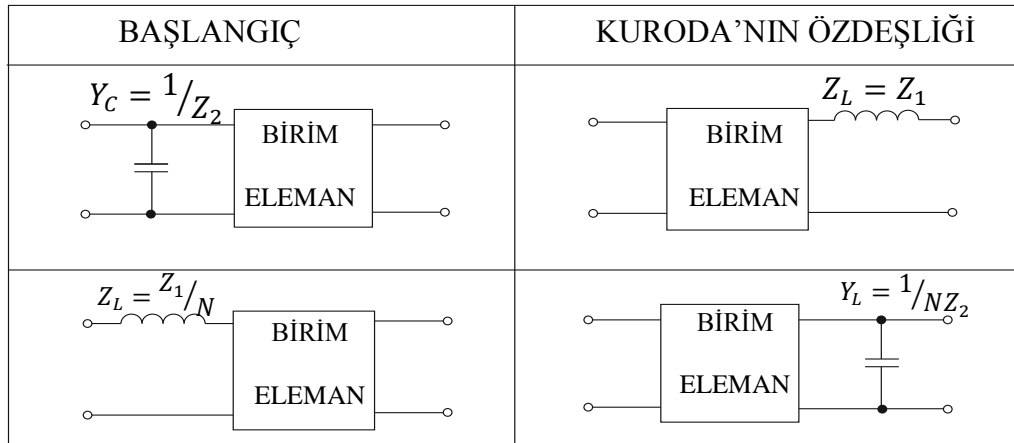 BAŞLANGIÇ
KURODA’NIN ÖZDEŞLİĞİ
Y_C = 1/Z_2
BİRİM
ELEMAN
Z_L = Z_1
BİRİM
ELEMAN
Z_L = Z_1/N
BİRİM
ELEMAN
Y_L = 1/NZ_2
BİRİM
ELEMAN